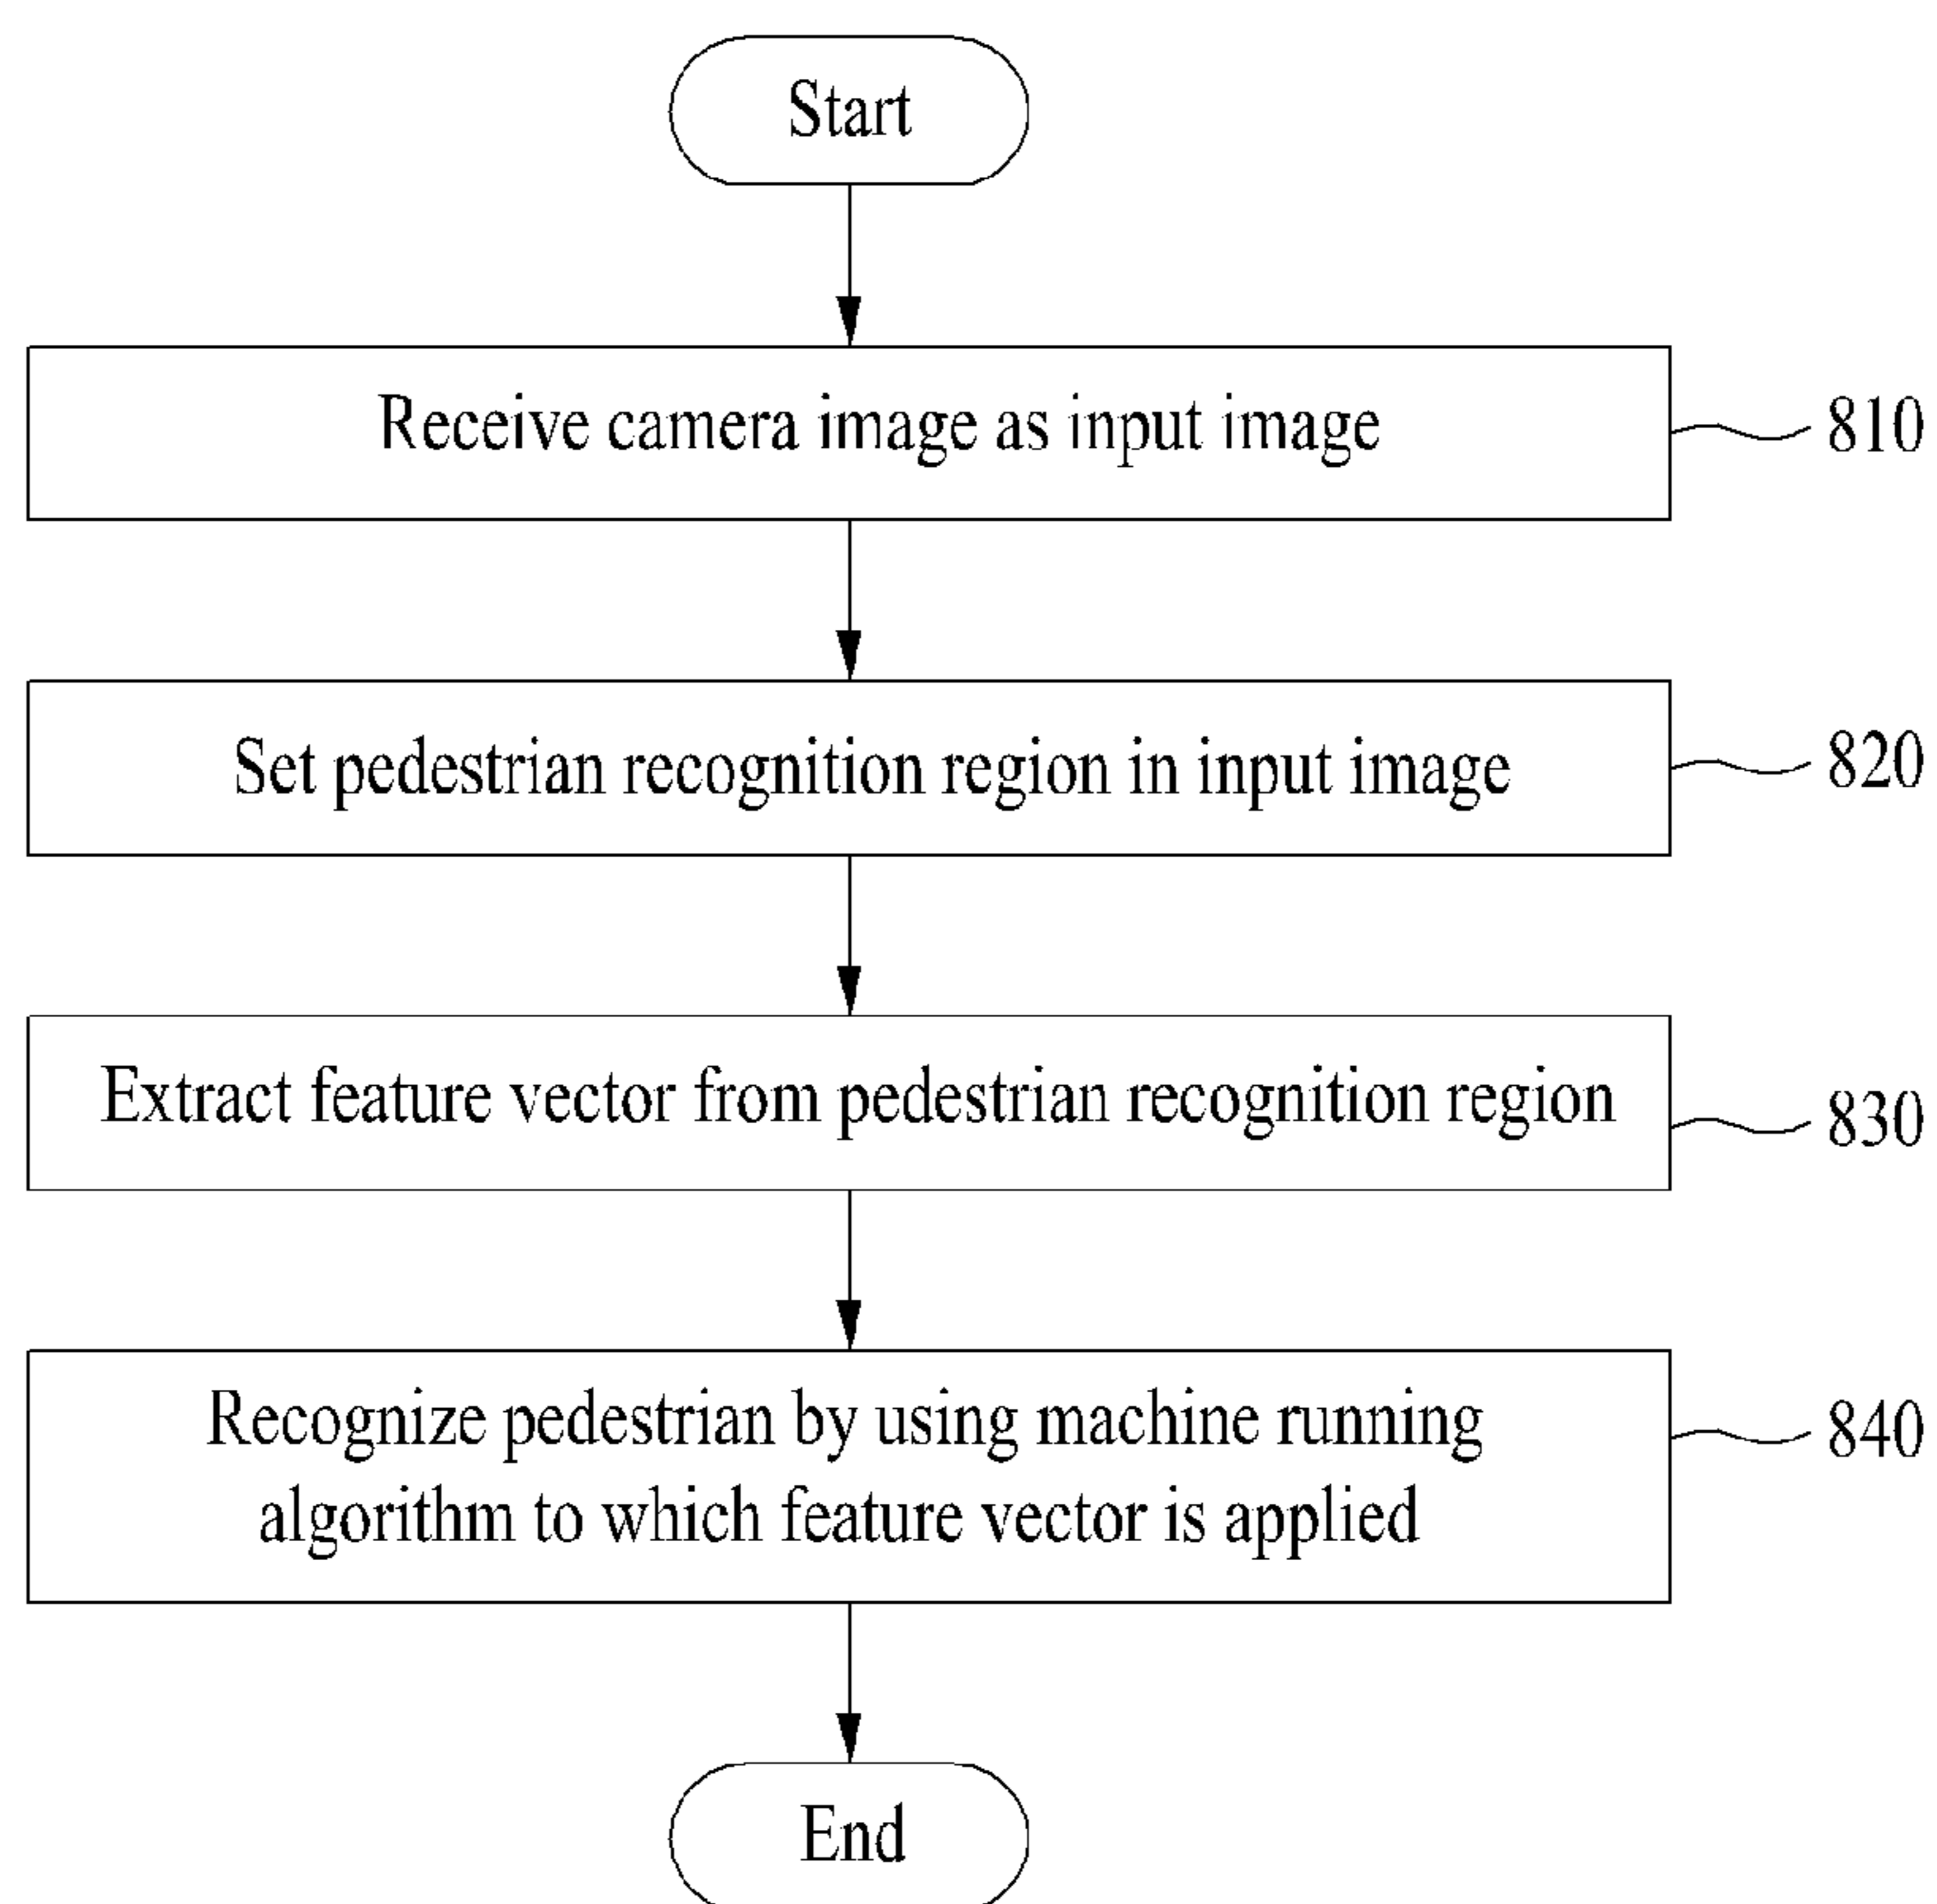 Start
Receive camera image as input image
810
Set pedestrian recognition region in input image
820
Extract feature vector from pedestrian recognition region
830
Recognize pedestrian by using machine running
algorithm to which feature vector is applied
840
End